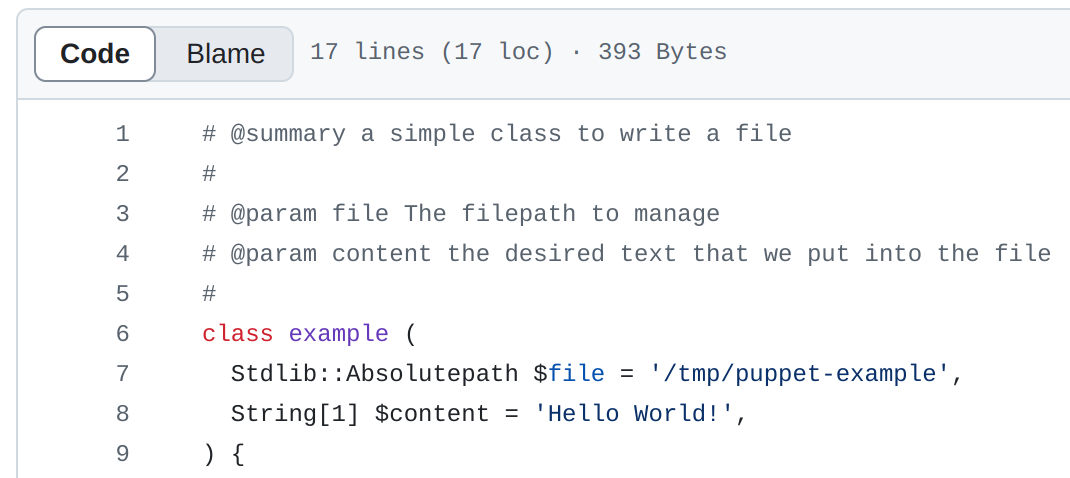 Code Blame 17 lines (17 loc) · 393 Bytes
1 # @summary a simple class to write a file
2 #
3 # @param file The filepath to manage
4 # @param content the desired text that we put into the file
5 #
6 class example (
7   Stdlib::Absolutepath $file = '/tmp/puppet-example',
8   String[1] $content = 'Hello World!',
9 ) {